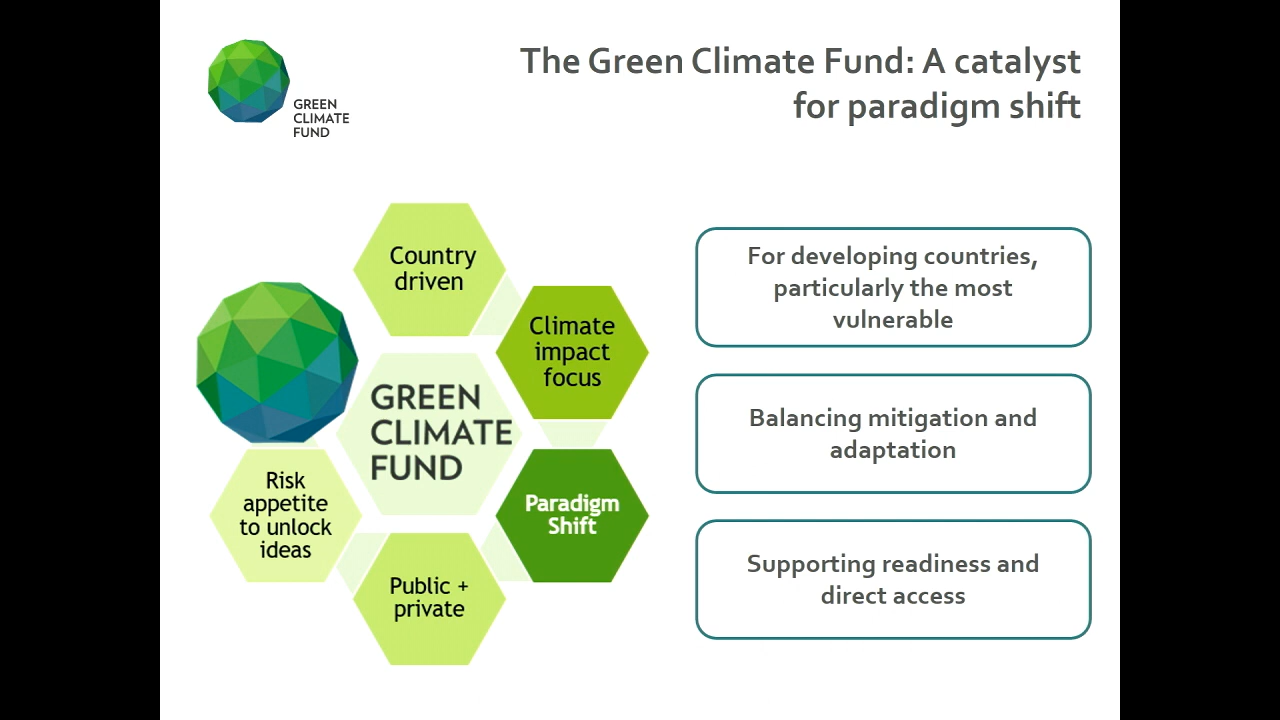 GREEN
CLIMATE
FUND
The Green Climate Fund: A catalyst
for paradigm shift
Country
driven
Climate
impact
focus
GREEN
CLIMATE
FUND
Risk
appetite
to unlock
ideas
Paradigm
Shift
Public +
private
For developing countries,
particularly the most
vulnerable
Balancing mitigation and
adaptation
Supporting readiness and
direct access